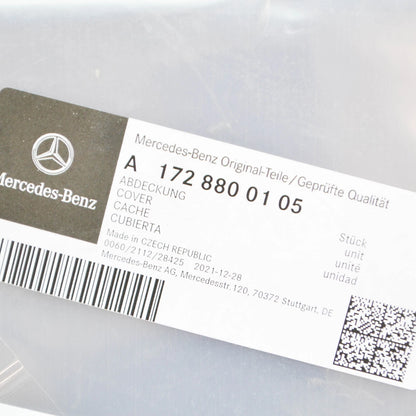 Mercedes-Benz
Mercedes-Benz Original-Teile/Geprüfte Qualität
A 172 880 01 05
ABDECKUNG
COVER
CACHE
CUBIERTA
Stück
unit
unité
unidad
Made in CZECH REPUBLIC
0060/2112/28425 2021-12-28
Mercedes-Benz AG, Mercedesstr.120, 70372 Stuttgart, DE